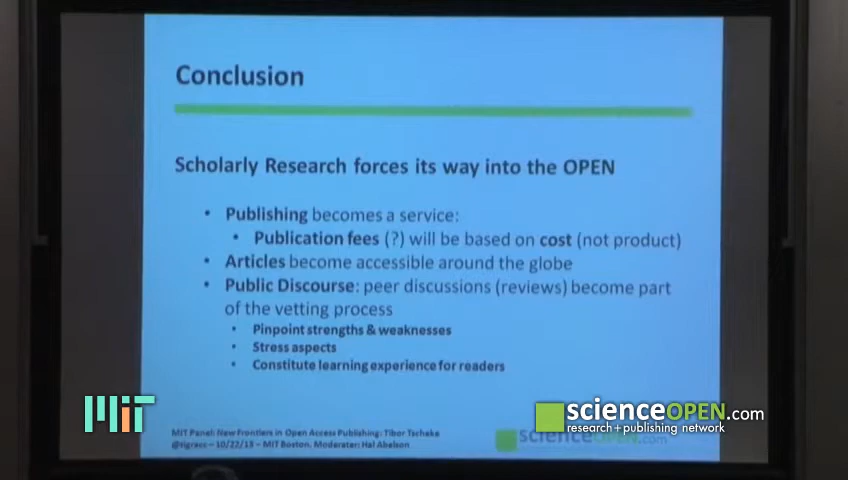 Conclusion
Scholarly Research forces its way into the OPEN
• Publishing becomes a service:
• Publication fees (?) will be based on cost (not product)
• Articles become accessible around the globe
• Public Discourse: peer discussions (reviews) become part
of the vetting process
• Pinpoint strengths & weaknesses
• Stress aspects
• Constitute learning experience for readers
MIT Panel: New Frontiers in Open Access Publishing: Tibor Tscheke
– 10/22/13 – MIT Boston, Moderater: Hal Abelson
scienceOPEN.com
MiT
scienceOPEN.com
research+publishing network